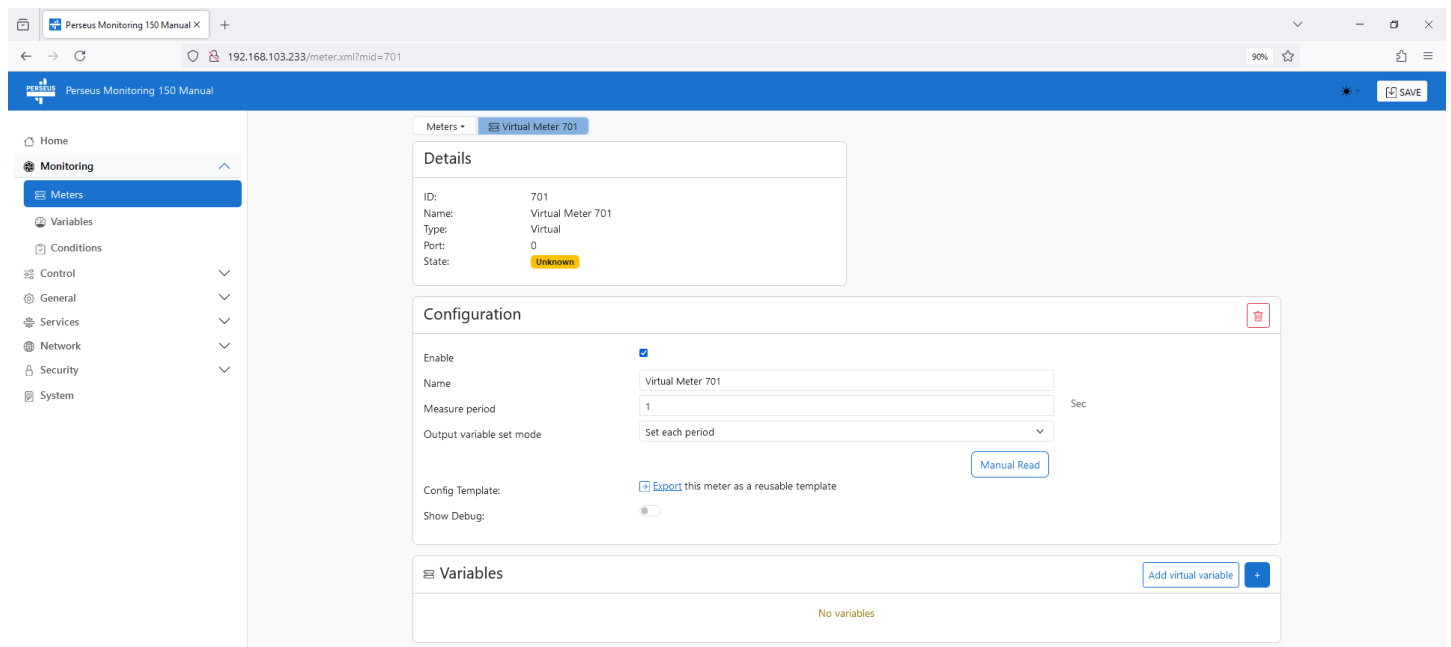 Perseus Monitoring 150 Manual
192.168.103.233/meter.xml?mid=701
90%
PERSEUS
Perseus Monitoring 150 Manual
SAVE
Home
Monitoring
Meters
Variables
Conditions
Control
General
Services
Network
Security
System
Meters
Virtual Meter 701
Details
ID: 701
Name: Virtual Meter 701
Type: Virtual
Port: 0
State: Unknown
Configuration
Enable
Name Virtual Meter 701
Measure period 1 Sec
Output variable set mode Set each period
Manual Read
Config Template: Export this meter as a reusable template
Show Debug:
Variables
Add virtual variable +
No variables